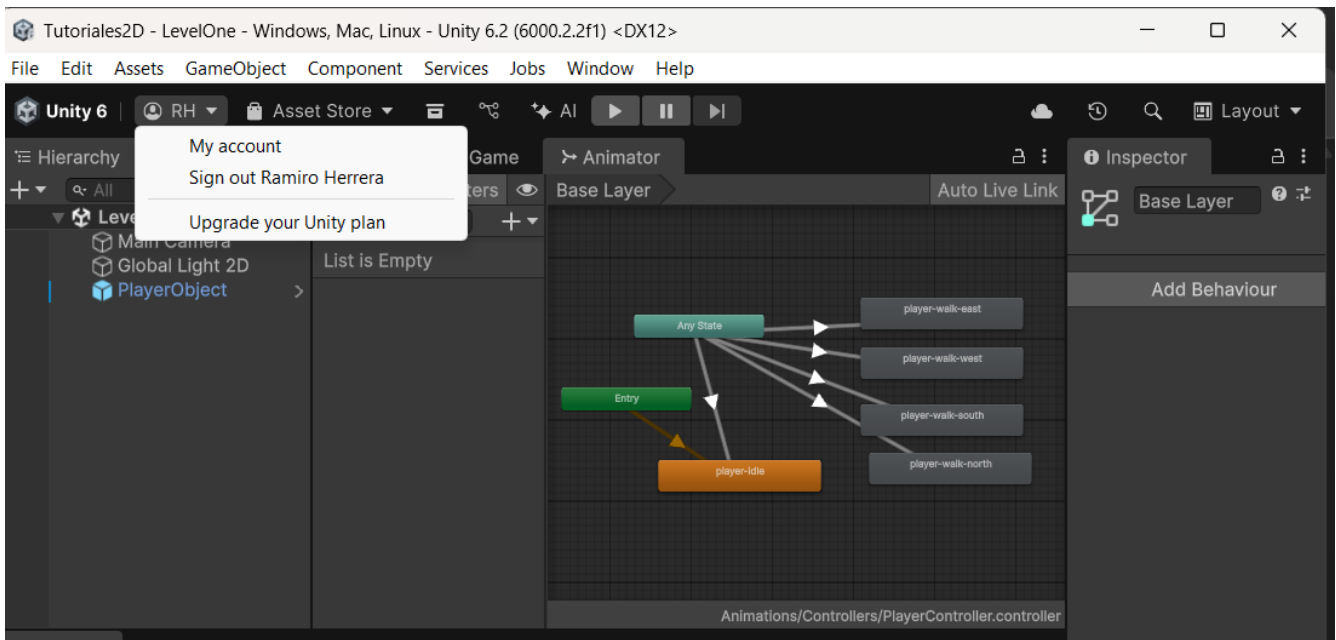 Tutoriales2D - LevelOne - Windows, Mac, Linux - Unity 6.2 (6000.2.2f1) <DX12>
File Edit Assets GameObject Component Services Jobs Window Help
Unity 6 RH Asset Store AI Layout
My account
Sign out Ramiro Herrera
Upgrade your Unity plan
Hierarchy Game Animator Inspector
All ters Base Layer Auto Live Link Base Layer
Leve
Main Camera
Global Light 2D List is Empty
PlayerObject Add Behaviour
player-walk-east
Any State
player-walk-west
Entry
player-walk-south
player-walk-north
player-Idle
Animations/Controllers/PlayerController.controller